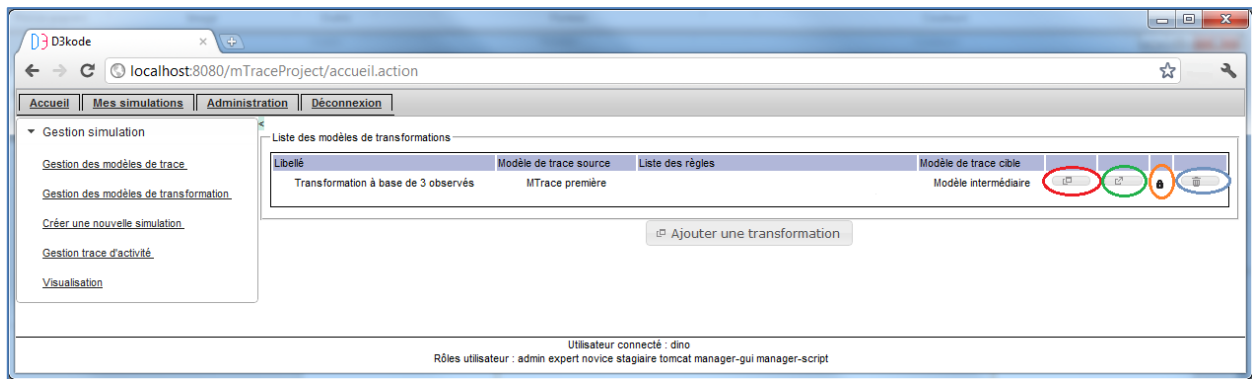 D3kode
localhost:8080/mTraceProject/accueil.action
Accueil Mes simulations Administration Déconnexion
Gestion simulation
Gestion des modèles de trace
Gestion des modèles de transformation
Créer une nouvelle simulation
Gestion trace d'activité
Visualisation
<
Liste des modèles de transformations
Libellé Modèle de trace source Liste des règles Modèle de trace cible
Transformation à base de 3 observés MTrace première Modèle intermédiaire
Ajouter une transformation
Utilisateur connecté : dino
Rôles utilisateur : admin expert novice stagiaire tomcat manager-gui manager-script